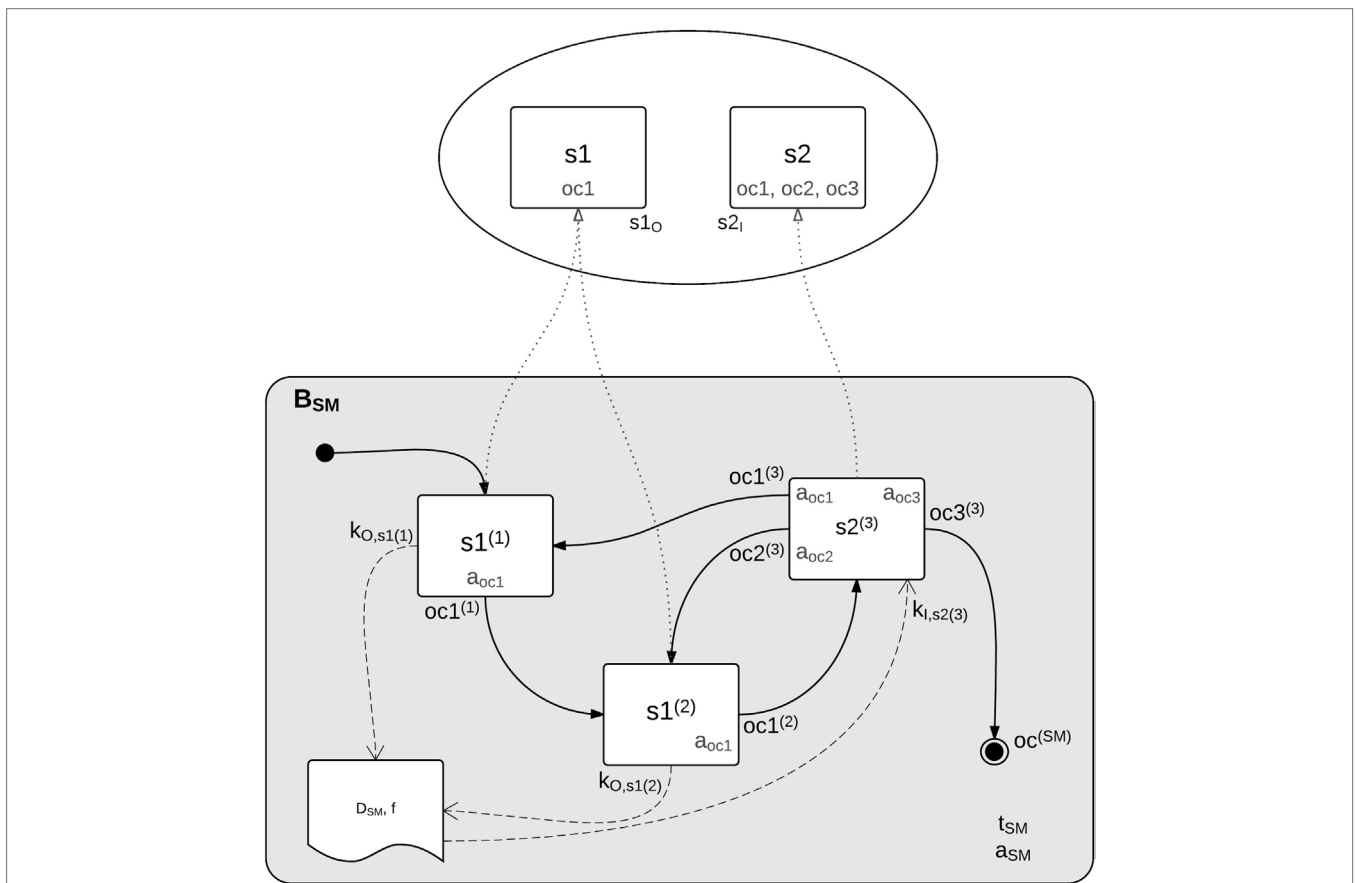 s1
oc1
s1O
s2
oc1, oc2, oc3
s2I
BSM
kO,s1(1)
s1(1)
aoc1
oc1(1)
oc1(3)
oc2(3)
aoc1
aoc3
s2(3)
aoc2
oc3(3)
kI,s2(3)
s1(2)
aoc1
oc1(2)
kO,s1(2)
oc(SM)
DSM, f
tSM
aSM